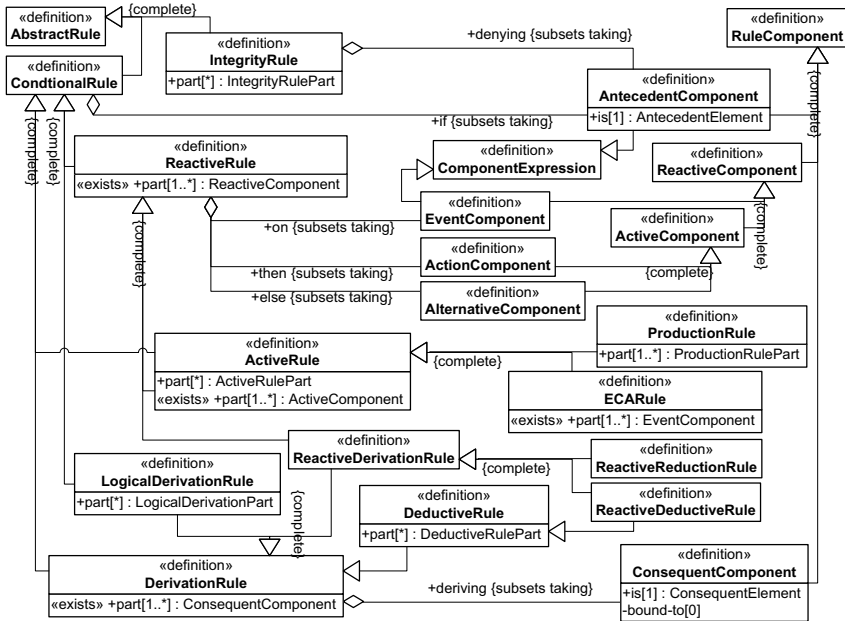 «definition»
AbstractRule
{complete}
«definition»
IntegrityRule
+part[*] : IntegrityRulePart
+denying {subsets taking}
«definition»
RuleComponent
«definition»
CondtionalRule
{complete}
{complete}
{complete}
«definition»
AntecedentComponent
+is[1] : AntecedentElement
+if {subsets taking}
«definition»
ReactiveRule
«exists» +part[1..*] : ReactiveComponent
«definition»
ComponentExpression
«definition»
ReactiveComponent
{complete}
«definition»
EventComponent
+on {subsets taking}
«definition»
ActiveComponent
{complete}
{complete}
«definition»
ActionComponent
+then {subsets taking}
«definition»
AlternativeComponent
+else {subsets taking}
«definition»
ActiveRule
+part[*] : ActiveRulePart
«exists» +part[1..*] : ActiveComponent
{complete}
«definition»
ProductionRule
+part[1..*] : ProductionRulePart
«definition»
ECARule
«exists» +part[1..*] : EventComponent
«definition»
ReactiveDerivationRule
{complete}
«definition»
ReactiveReductionRule
«definition»
ReactiveDeductiveRule
«definition»
LogicalDerivationRule
+part[*] : LogicalDerivationPart
{complete}
«definition»
DeductiveRule
+part[*] : DeductiveRulePart
«definition»
DerivationRule
«exists» +part[1..*] : ConsequentComponent
+deriving {subsets taking}
«definition»
ConsequentComponent
+is[1] : ConsequentElement
-bound-to[0]